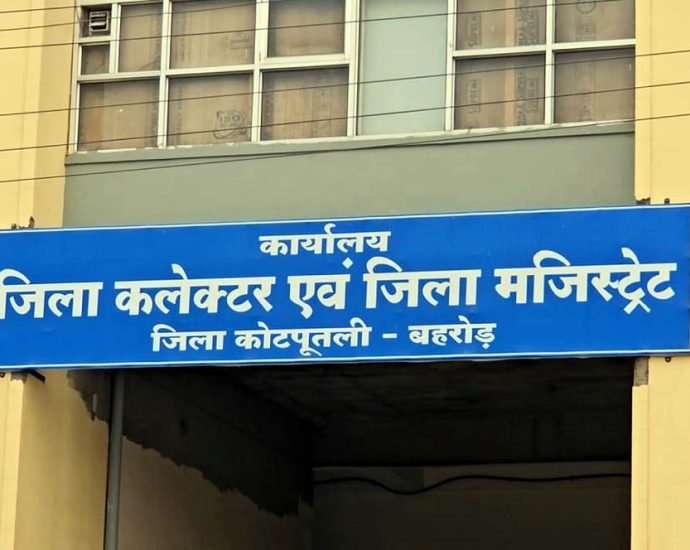 कार्यालय
जिला कलेक्टर एवं जिला मजिस्ट्रेट
जिला कोटपूतली - बहरोड़